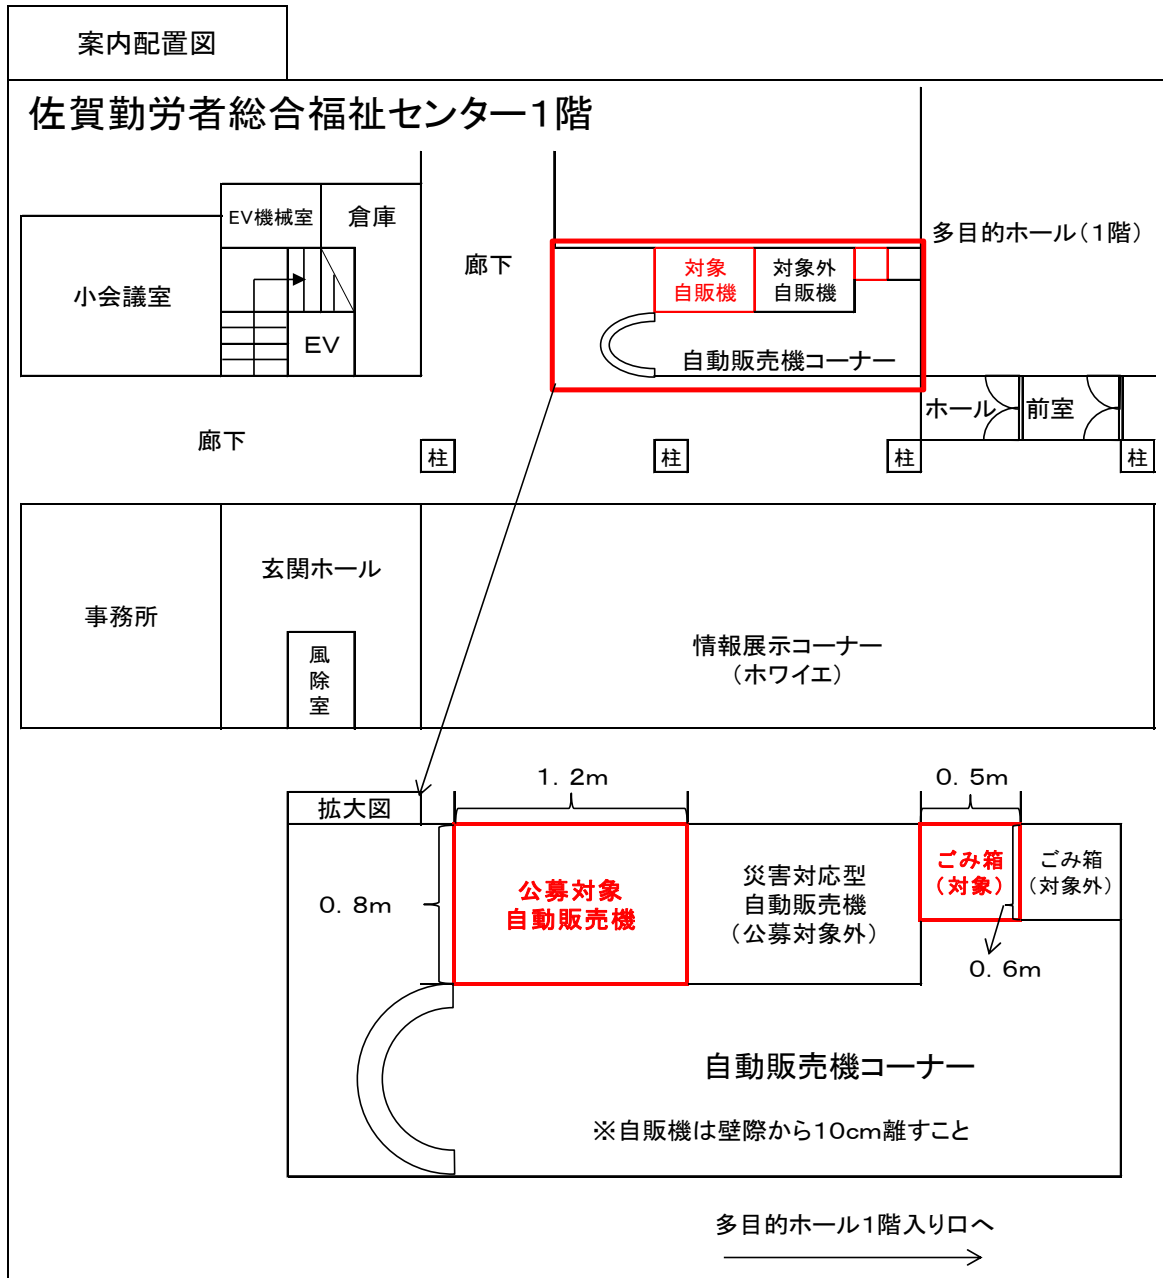 案内配置図
佐賀勤労者総合福祉センター1階
EV機械室
倉庫
小会議室
EV
廊下
対象
自販機
対象外
自販機
自動販売機コーナー
多目的ホール(1階)
ホール
前室
廊下
柱
柱
柱
柱
事務所
玄関ホール
風
除
室
情報展示コーナー
(ホワイエ)
拡大図
1.2m
0.5m
0.8m
公募対象
自動販売機
災害対応型
自動販売機
(公募対象外)
ごみ箱
(対象)
ごみ箱
(対象外)
0.6m
自動販売機コーナー
※自販機は壁際から10cm離すこと
多目的ホール1階入り口へ